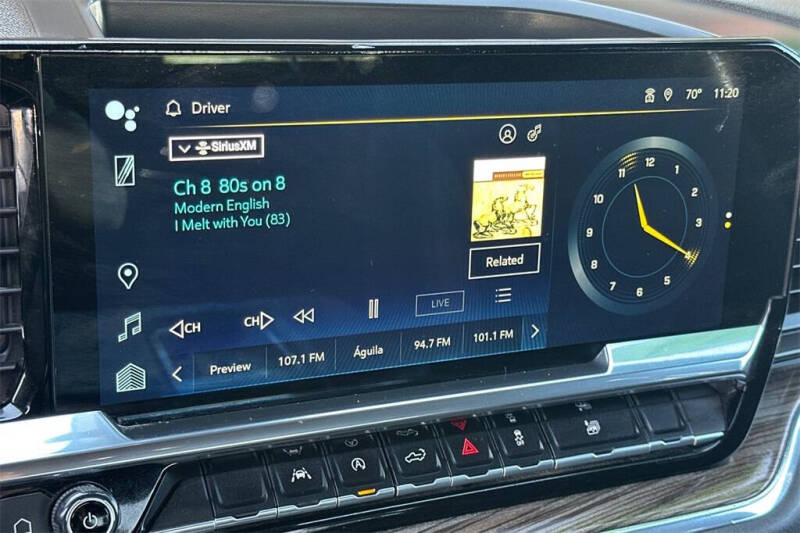 Driver
70° 11:20
SiriusXM
Ch 8 80s on 8
Modern English
I Melt with You (83)
Related
12
1
2
3
4
5
6
7
8
9
10
11
CH
CH
LIVE
Preview
107.1 FM
Águila
94.7 FM
101.1 FM
A